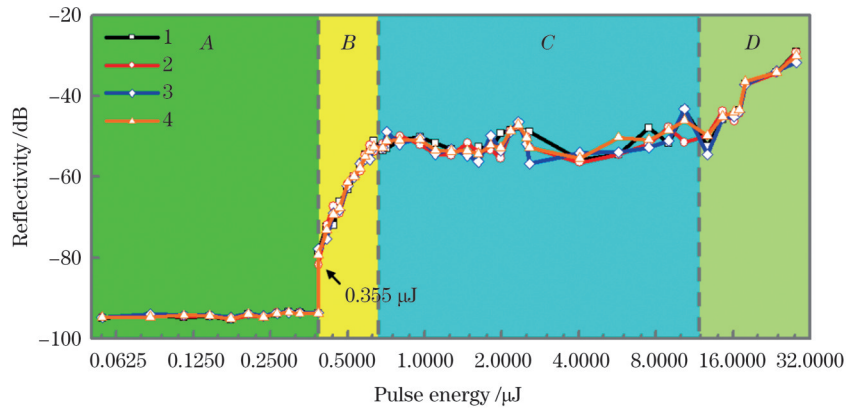 −20
−40
−60
−80
−100
Reflectivity /dB
1
2
3
4
A
B
C
D
0.355 μJ
0.0625 0.1250 0.2500 0.5000 1.0000 2.0000 4.0000 8.0000 16.0000 32.0000
Pulse energy /μJ